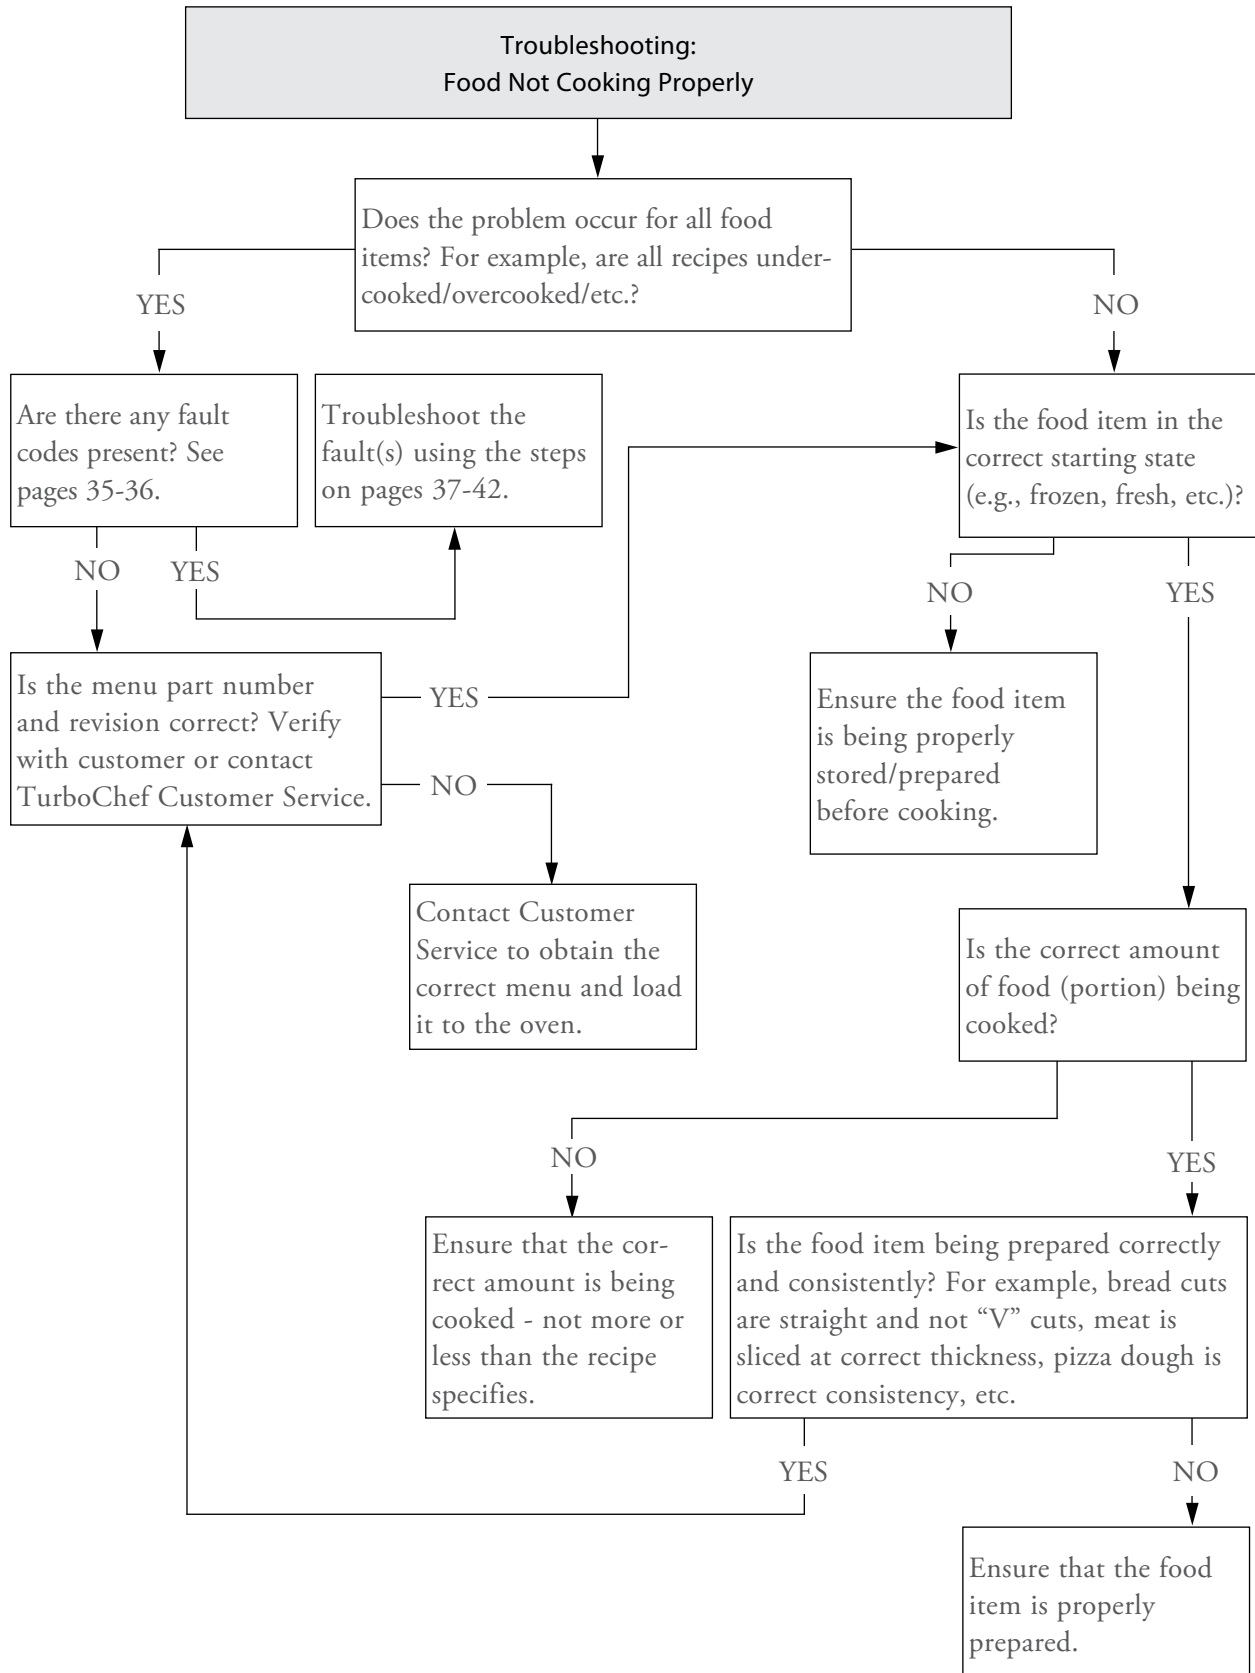 Troubleshooting:
Food Not Cooking Properly
Does the problem occur for all food
items? For example, are all recipes under-
cooked/overcooked/etc.?
YES
NO
Are there any fault
codes present? See
pages 35-36.
Troubleshoot the
fault(s) using the steps
on pages 37-42.
Is the food item in the
correct starting state
(e.g., frozen, fresh, etc.)?
NO
YES
NO
YES
Is the menu part number
and revision correct? Verify
with customer or contact
TurboChef Customer Service.
YES
NO
Ensure the food item
is being properly
stored/prepared
before cooking.
Contact Customer
Service to obtain the
correct menu and load
it to the oven.
Is the correct amount
of food (portion) being
cooked?
NO
YES
Ensure that the cor-
rect amount is being
cooked - not more or
less than the recipe
specifies.
Is the food item being prepared correctly
and consistently? For example, bread cuts
are straight and not “V” cuts, meat is
sliced at correct thickness, pizza dough is
correct consistency, etc.
YES
NO
Ensure that the food
item is properly
prepared.